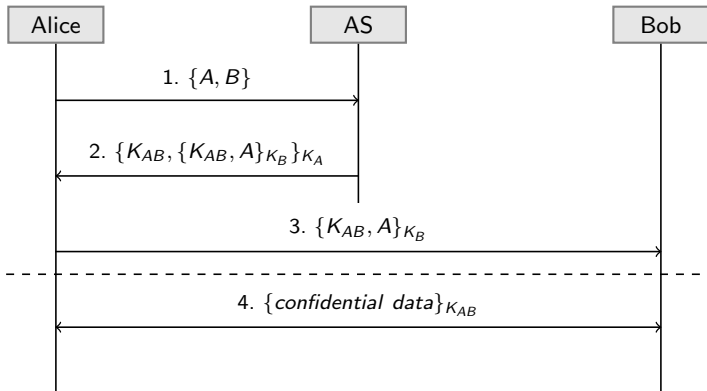 Alice
AS
Bob
1. {A, B}
2. {K_AB, {K_AB, A}_K_B}_K_A
3. {K_AB, A}_K_B
4. {confidential data}_K_AB